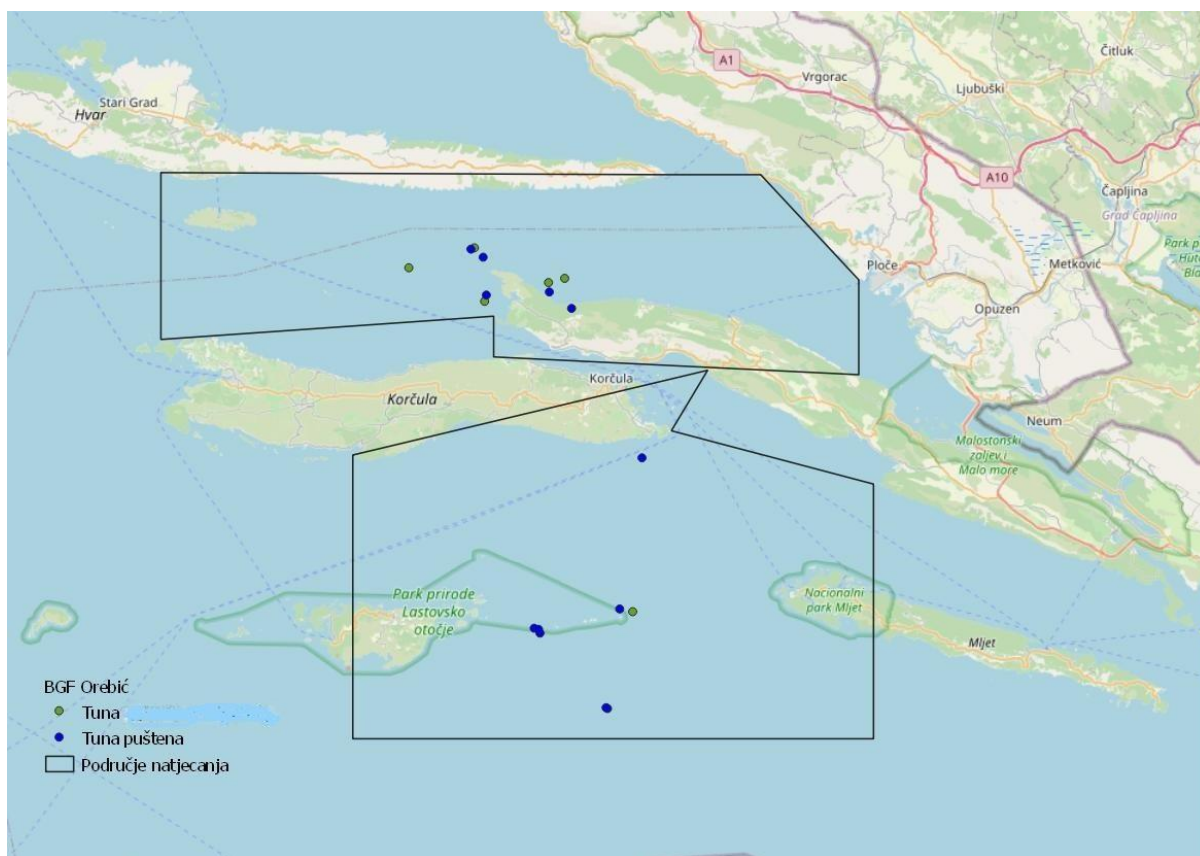 Čitluk
A1
Vrgorac
Ljubuški
Stari Grad
Hvar
A10
Čapljina
Grad Čapljina
Park p
Hut
Bla
Ploče
Metković
Opuzen
Korčula
Korčula
Neum
Malostonski
zaljev i
Malo more
Park prirode
Lastovsko
otočje
Nacionalni
park Mljet
Mljet
BGF Orebić
Tuna
Tuna puštena
Područje natjecanja